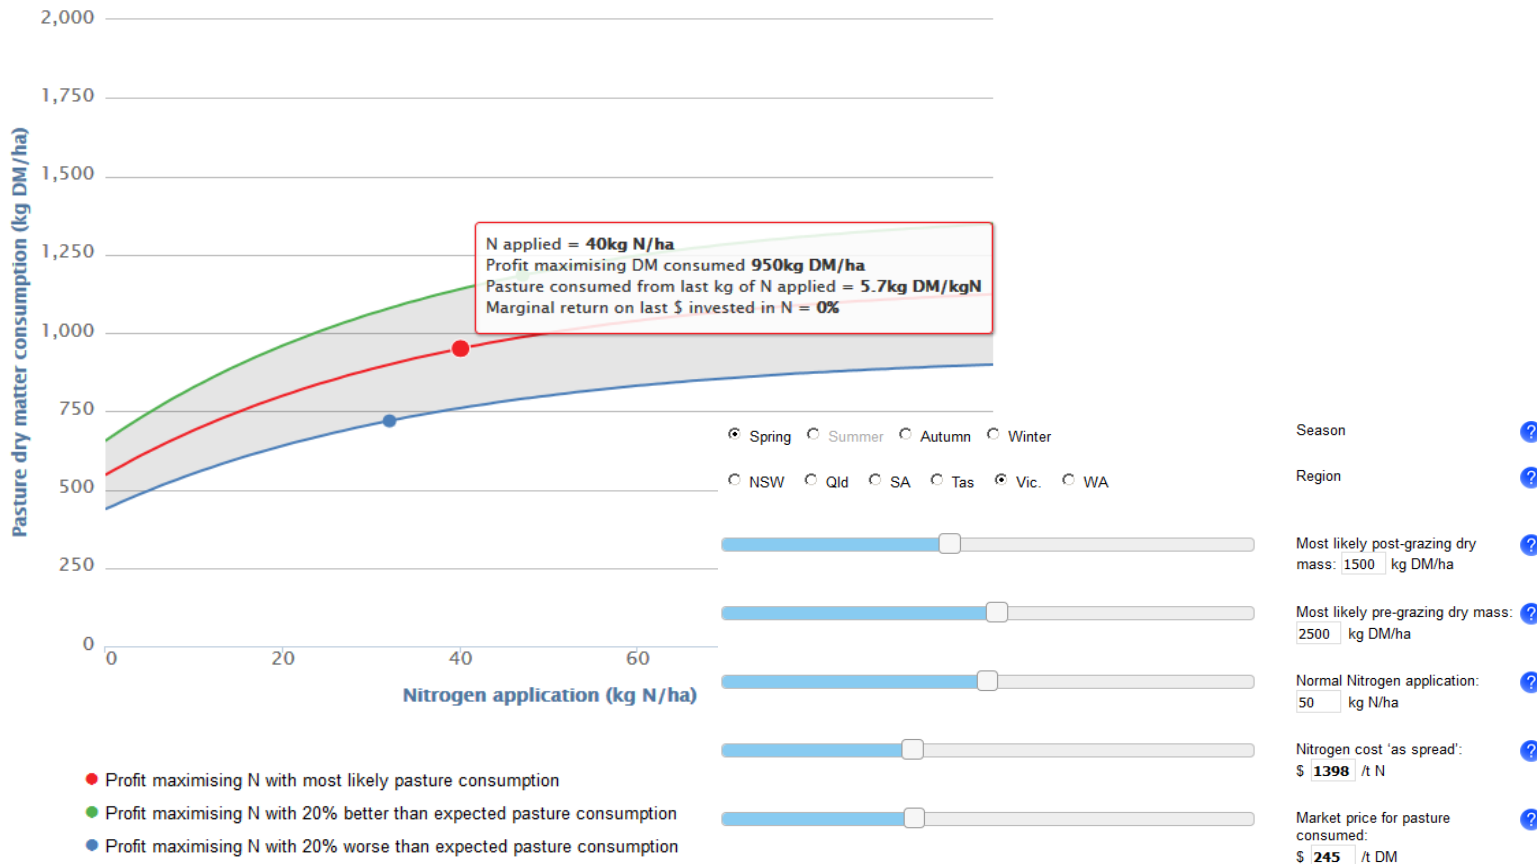 2,000
1,750
1,500
1,250
1,000
750
500
250
0
Pasture dry matter consumption (kg DM/ha)
N applied = 40kg N/ha
Profit maximising DM consumed 950kg DM/ha
Pasture consumed from last kg of N applied = 5.7kg DM/kgN
Marginal return on last $ invested in N = 0%
0 20 40 60
Nitrogen application (kg N/ha)
Profit maximising N with most likely pasture consumption
Profit maximising N with 20% better than expected pasture consumption
Profit maximising N with 20% worse than expected pasture consumption
Spring Summer Autumn Winter
Season
?
NSW Qld SA Tas Vic. WA
Region
?
Most likely post-grazing dry
mass: 1500 kg DM/ha
?
Most likely pre-grazing dry mass:
2500 kg DM/ha
?
Normal Nitrogen application:
50 kg N/ha
?
Nitrogen cost ‘as spread’:
$ 1398 /t N
?
Market price for pasture
consumed:
$ 245 /t DM
?